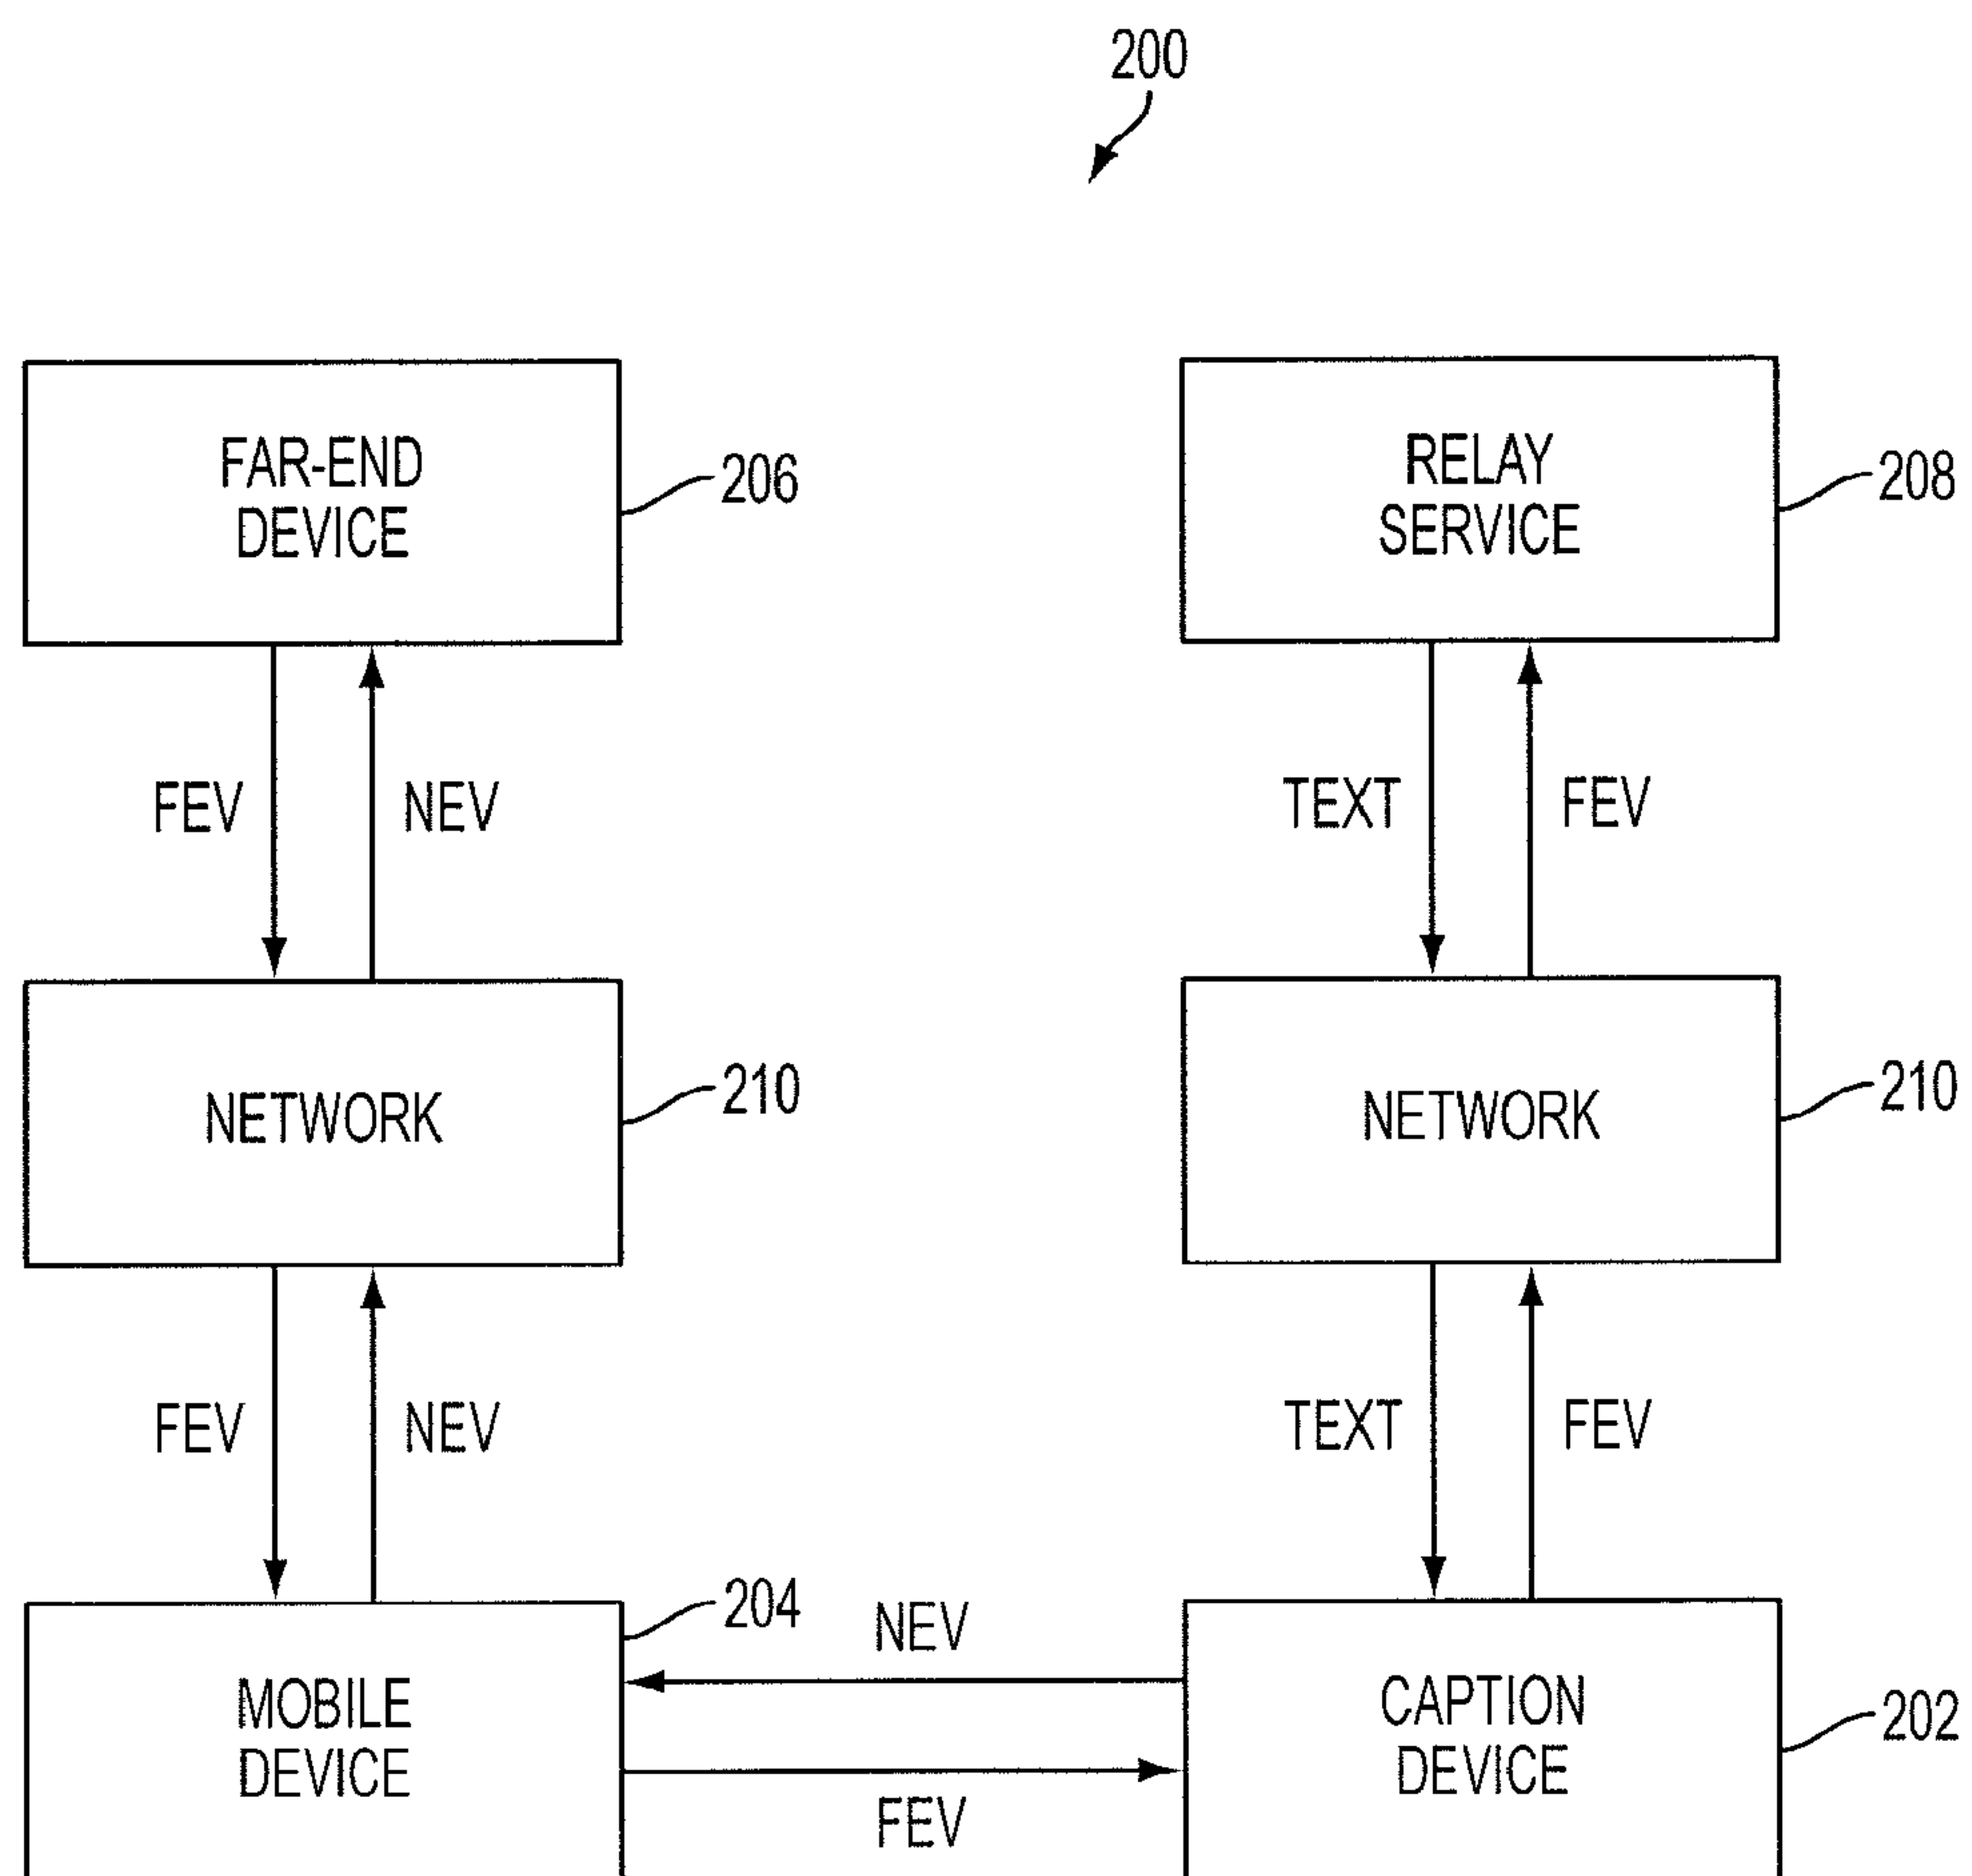 200
FAR-END
DEVICE
206
RELAY
SERVICE
208
FEV
NEV
TEXT
FEV
NETWORK
210
NETWORK
210
FEV
NEV
TEXT
FEV
MOBILE
DEVICE
204
NEV
FEV
CAPTION
DEVICE
202